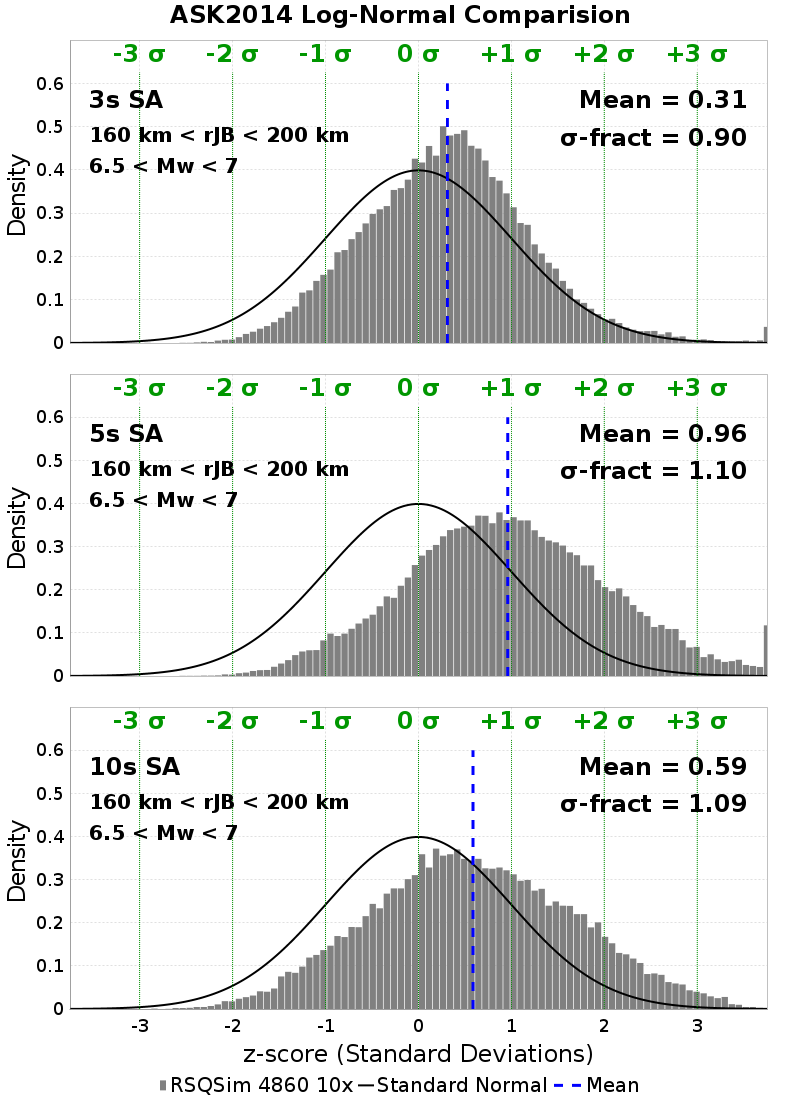 ASK2014 Log-Normal Comparision
-3 σ -2 σ -1 σ 0 σ +1 σ +2 σ +3 σ
3s SA
Mean = 0.31
160 km < rJB < 200 km
σ-fract = 0.90
6.5 < Mw < 7
Density
0.6
0.5
0.4
0.3
0.2
0.1
0
-3 σ -2 σ -1 σ 0 σ +1 σ +2 σ +3 σ
5s SA
Mean = 0.96
160 km < rJB < 200 km
σ-fract = 1.10
6.5 < Mw < 7
Density
0.6
0.5
0.4
0.3
0.2
0.1
0
-3 σ -2 σ -1 σ 0 σ +1 σ +2 σ +3 σ
10s SA
Mean = 0.59
160 km < rJB < 200 km
σ-fract = 1.09
6.5 < Mw < 7
Density
0.6
0.5
0.4
0.3
0.2
0.1
0
-3 -2 -1 0 1 2 3
z-score (Standard Deviations)
RSQSim 4860 10x Standard Normal Mean